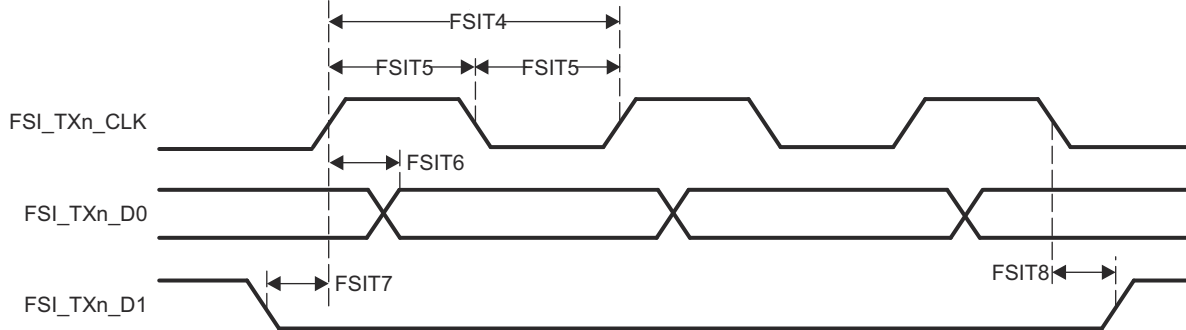 FSIT4
FSIT5 FSIT5
FSI_TXn_CLK
FSIT6
FSI_TXn_D0
FSIT8
FSIT7
FSI_TXn_D1